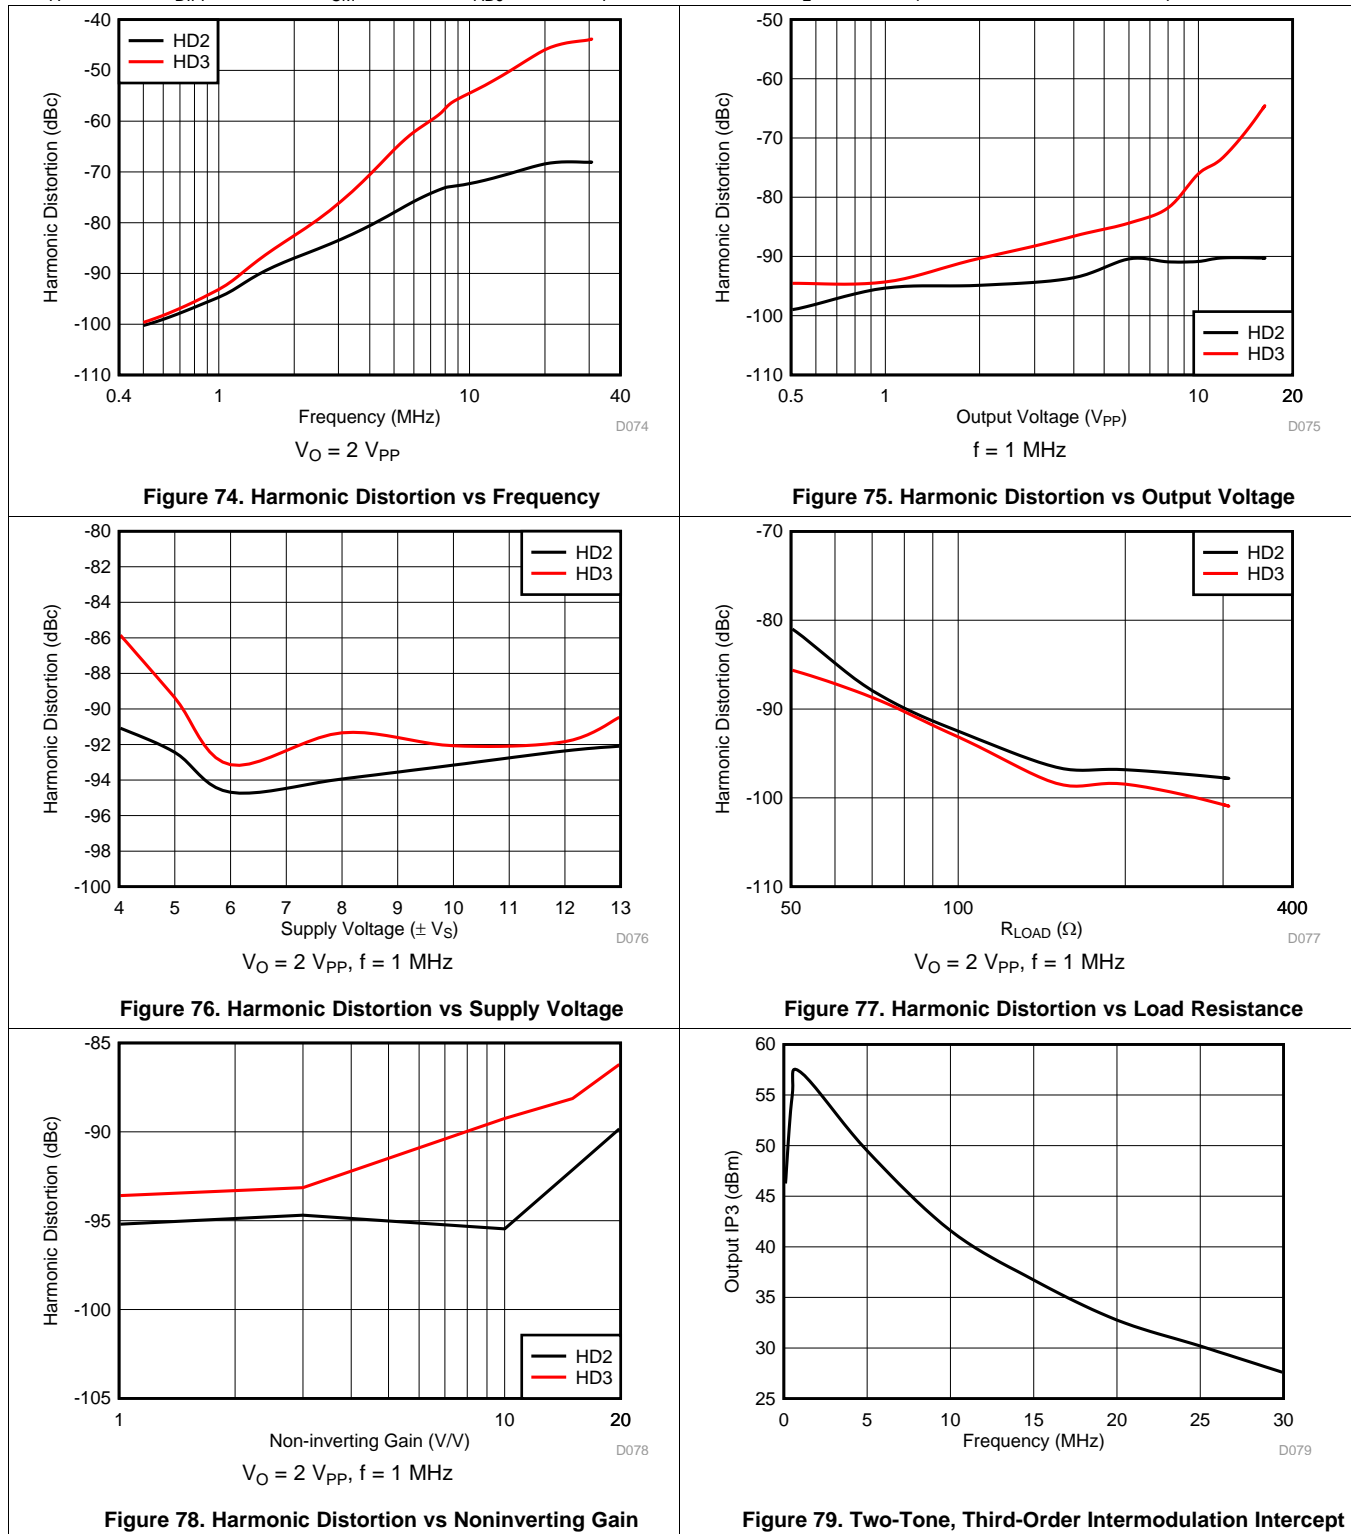 -40
-50
-60
-70
-80
-90
-100
-110
HD2
HD3
Harmonic Distortion (dBc)
0.4 1 10 40
Frequency (MHz)
D074
VO = 2 VPP
Figure 74. Harmonic Distortion vs Frequency
-50
-60
-70
-80
-90
-100
-110
HD2
HD3
Harmonic Distortion (dBc)
0.5 1 10 20
Output Voltage (VPP)
D075
f = 1 MHz
Figure 75. Harmonic Distortion vs Output Voltage
-80
-82
-84
-86
-88
-90
-92
-94
-96
-98
-100
HD2
HD3
Harmonic Distortion (dBc)
4 5 6 7 8 9 10 11 12 13
Supply Voltage (± VS)
D076
VO = 2 VPP, f = 1 MHz
Figure 76. Harmonic Distortion vs Supply Voltage
-70
-80
-90
-100
-110
HD2
HD3
Harmonic Distortion (dBc)
50 100 400
RLOAD (Ω)
D077
VO = 2 VPP, f = 1 MHz
Figure 77. Harmonic Distortion vs Load Resistance
-85
-90
-95
-100
-105
HD2
HD3
Harmonic Distortion (dBc)
1 10 20
Non-inverting Gain (V/V)
D078
VO = 2 VPP, f = 1 MHz
Figure 78. Harmonic Distortion vs Noninverting Gain
60
55
50
45
40
35
30
25
Output IP3 (dBm)
0 5 10 15 20 25 30
Frequency (MHz)
D079
Figure 79. Two-Tone, Third-Order Intermodulation Intercept